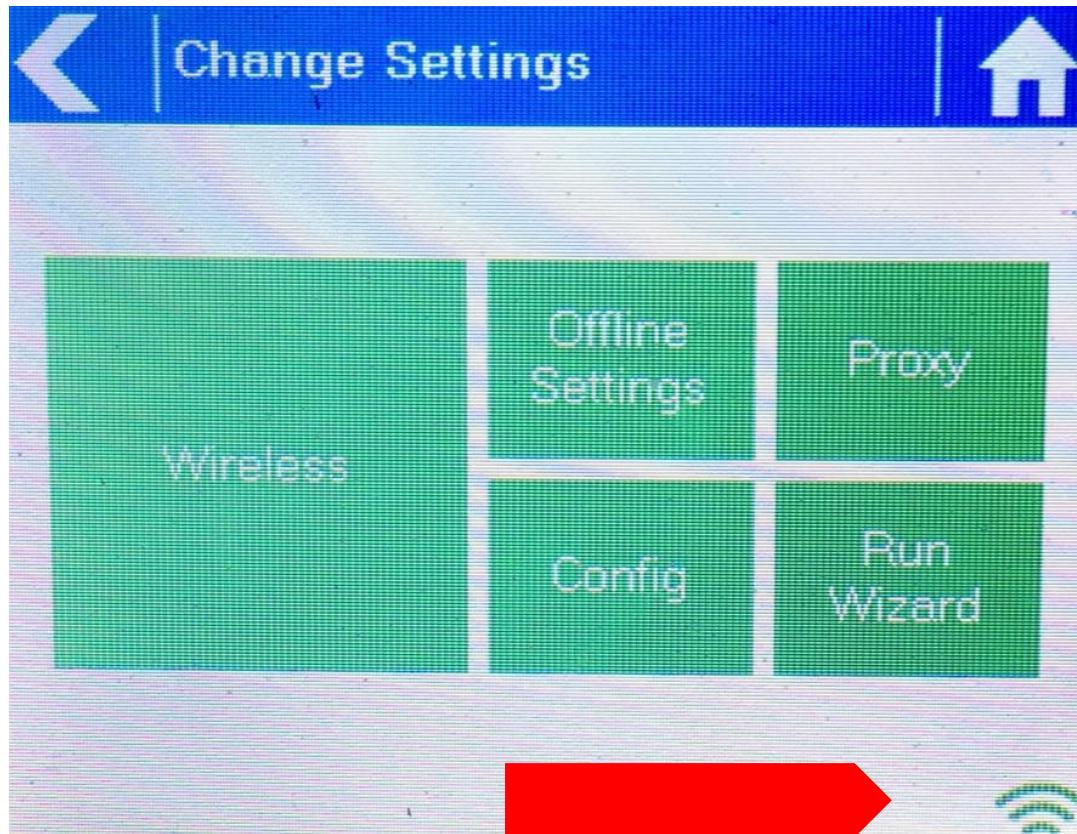 Change Settings
Wireless
Offline
Settings
Proxy
Config
Run
Wizard